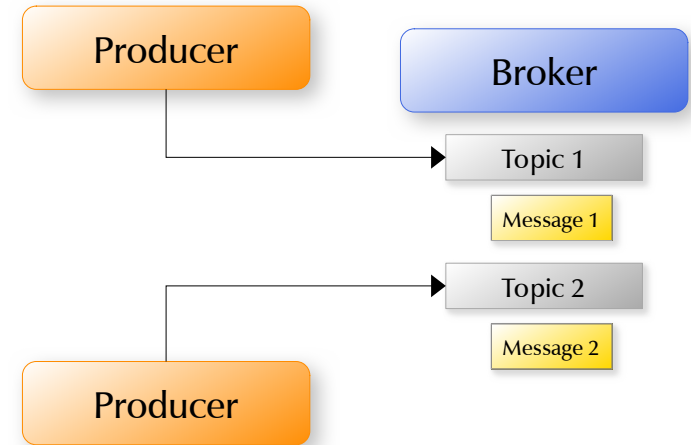 Producer
Broker
Topic 1
Message 1
Topic 2
Message 2
Producer